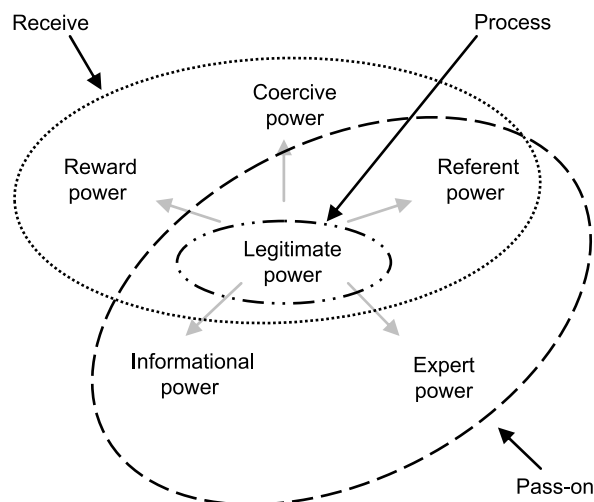 Receive
Process
Coercive
power
Reward
power
Referent
power
Legitimate
power
Informational
power
Expert
power
Pass-on